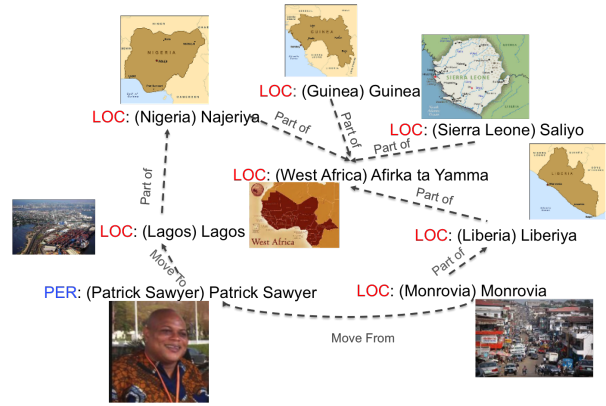 NIGERIA
GUINEA
SIERRA LEONE
LOC: (Guinea) Guinea
LOC: (Nigeria) Najeriya
Part of
Part of
Part of
LOC: (Sierra Leone) Saliyo
LOC: (West Africa) Afirka ta Yamma
LIBERIA
Part of
Part of
West Africa
LOC: (Lagos) Lagos
LOC: (Liberia) Liberiya
Move To
Part of
PER: (Patrick Sawyer) Patrick Sawyer
LOC: (Monrovia) Monrovia
Move From